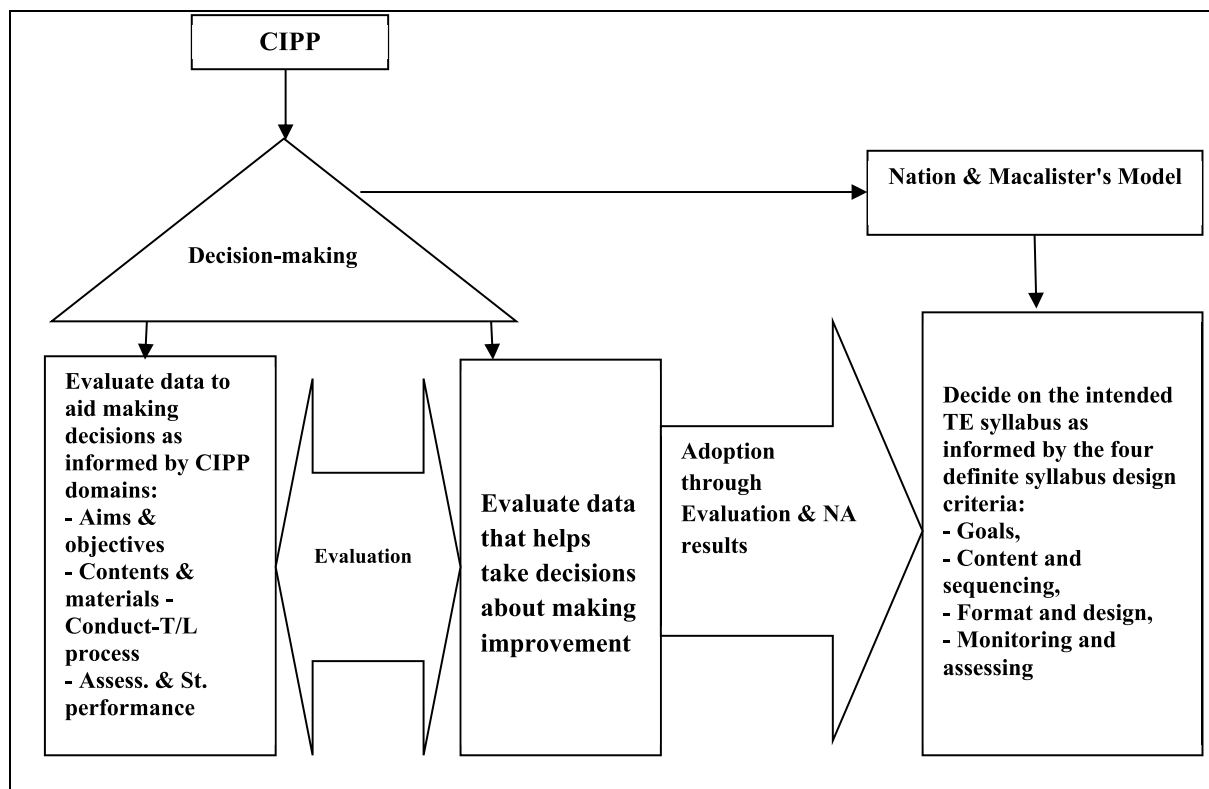 CIPP
Nation & Macalister's Model
Decision-making
Evaluate data to
aid making
decisions as
informed by CIPP
domains:
- Aims &
objectives
- Contents &
materials -
Conduct-T/L
process
- Assess. & St.
performance
Evaluation
Evaluate data
that helps
take decisions
about making
improvement
Adoption
through
Evaluation & NA
results
Decide on the intended
TE syllabus as
informed by the four
definite syllabus design
criteria:
- Goals,
- Content and
sequencing,
- Format and design,
- Monitoring and
assessing